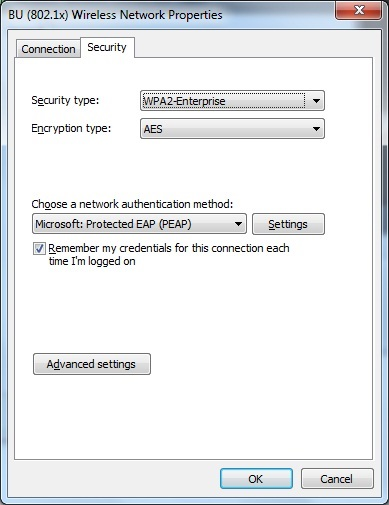 BU (802.1x) Wireless Network Properties
Connection
Security
Security type:
WPA2-Enterprise
Encryption type:
AES
Choose a network authentication method:
Microsoft: Protected EAP (PEAP)
Settings
Remember my credentials for this connection each
time I'm logged on
Advanced settings
OK
Cancel